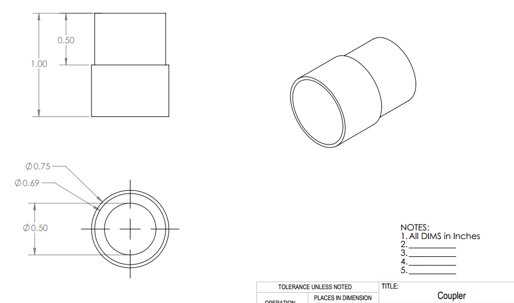 0.50
1.00
Ø0.75
Ø0.69
Ø0.50
NOTES:
1. All DIMS in Inches
2.
3.
4.
5.
TOLERANCE UNLESS NOTED
TITLE:
OPERATION
PLACES IN DIMENSION
Coupler